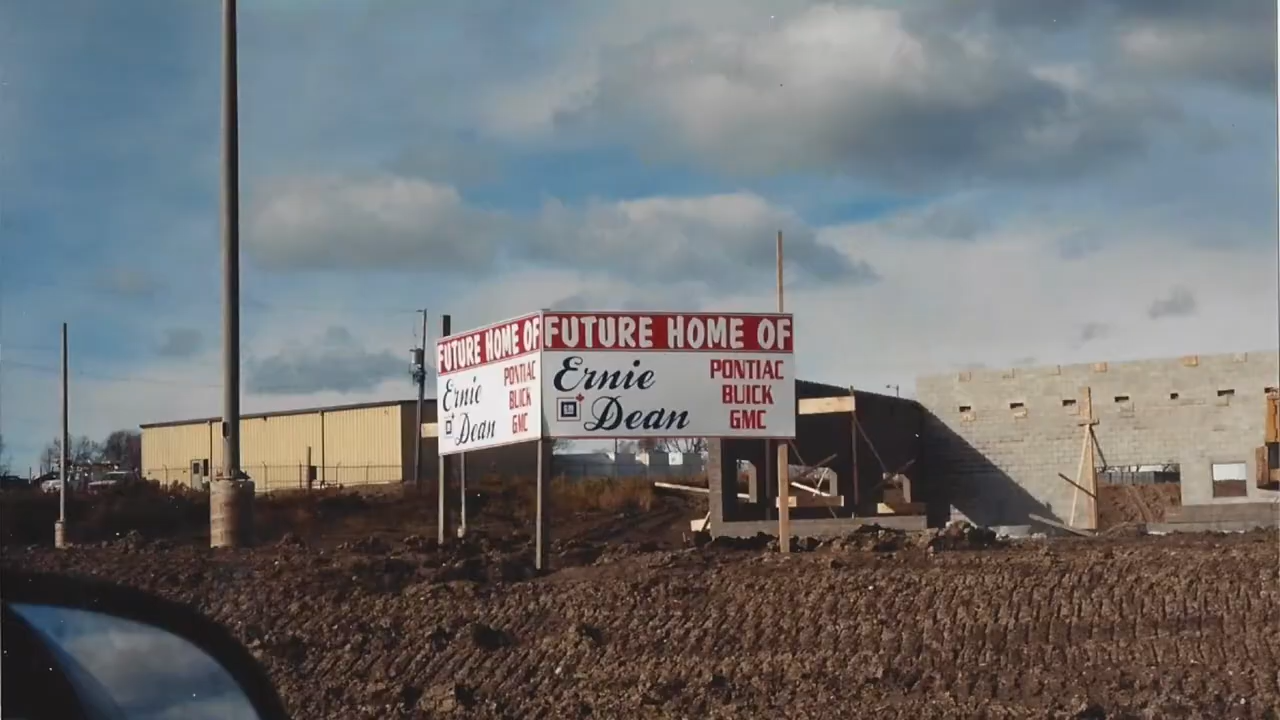 FUTURE HOME OF
Ernie
Dean
PONTIAC
BUICK
GMC
FUTURE HOME OF
Ernie
Dean
PONTIAC
BUICK
GMC